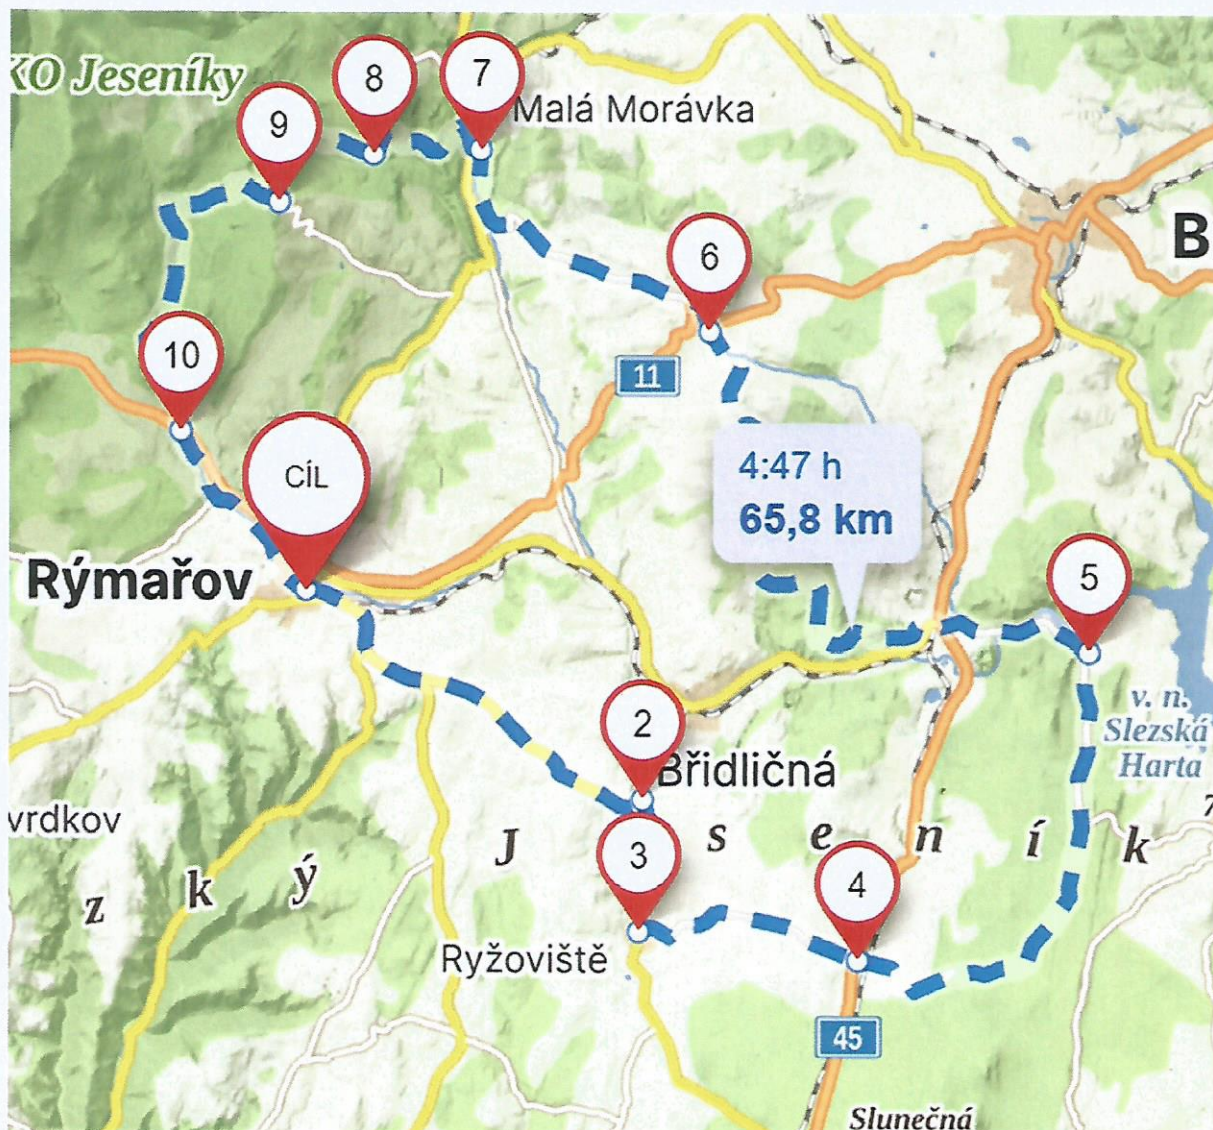 KO Jeseníky
8
7
9
Malá Morávka
6
B
10
11
CÍL
4:47 h
65,8 km
Rýmařov
5
2
v. n.
Slezská
Harta
Břidličná
vrdkov
3
4
z k ý J s e n í k
Ryžoviště
45
Slunečná